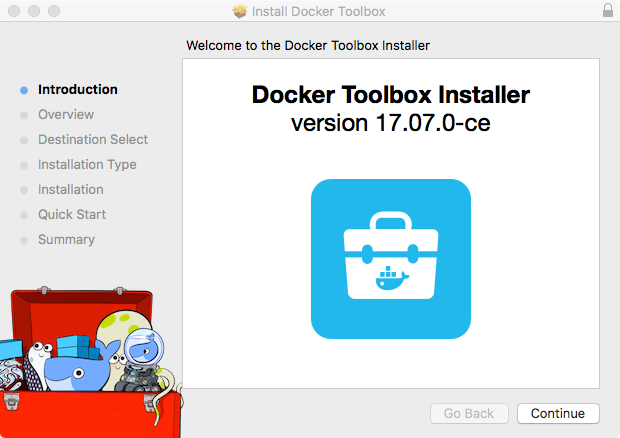 Install Docker Toolbox
Welcome to the Docker Toolbox Installer
Introduction
Overview
Destination Select
Installation Type
Installation
Quick Start
Summary
Docker Toolbox Installer
version 17.07.0-ce
Go Back
Continue